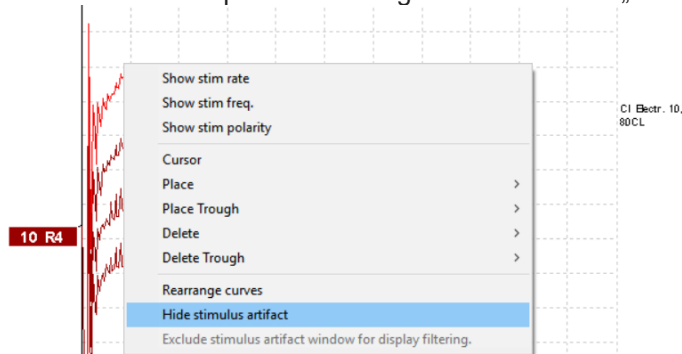 Show stim rate
Show stim freq.
Show stim polarity
CI Electr. 10,
80CL
Cursor
Place
Place Trough
10 R4
Delete
Delete Trough
Rearrange curves
Hide stimulus artifact
Exclude stimulus artifact window for display filtering.